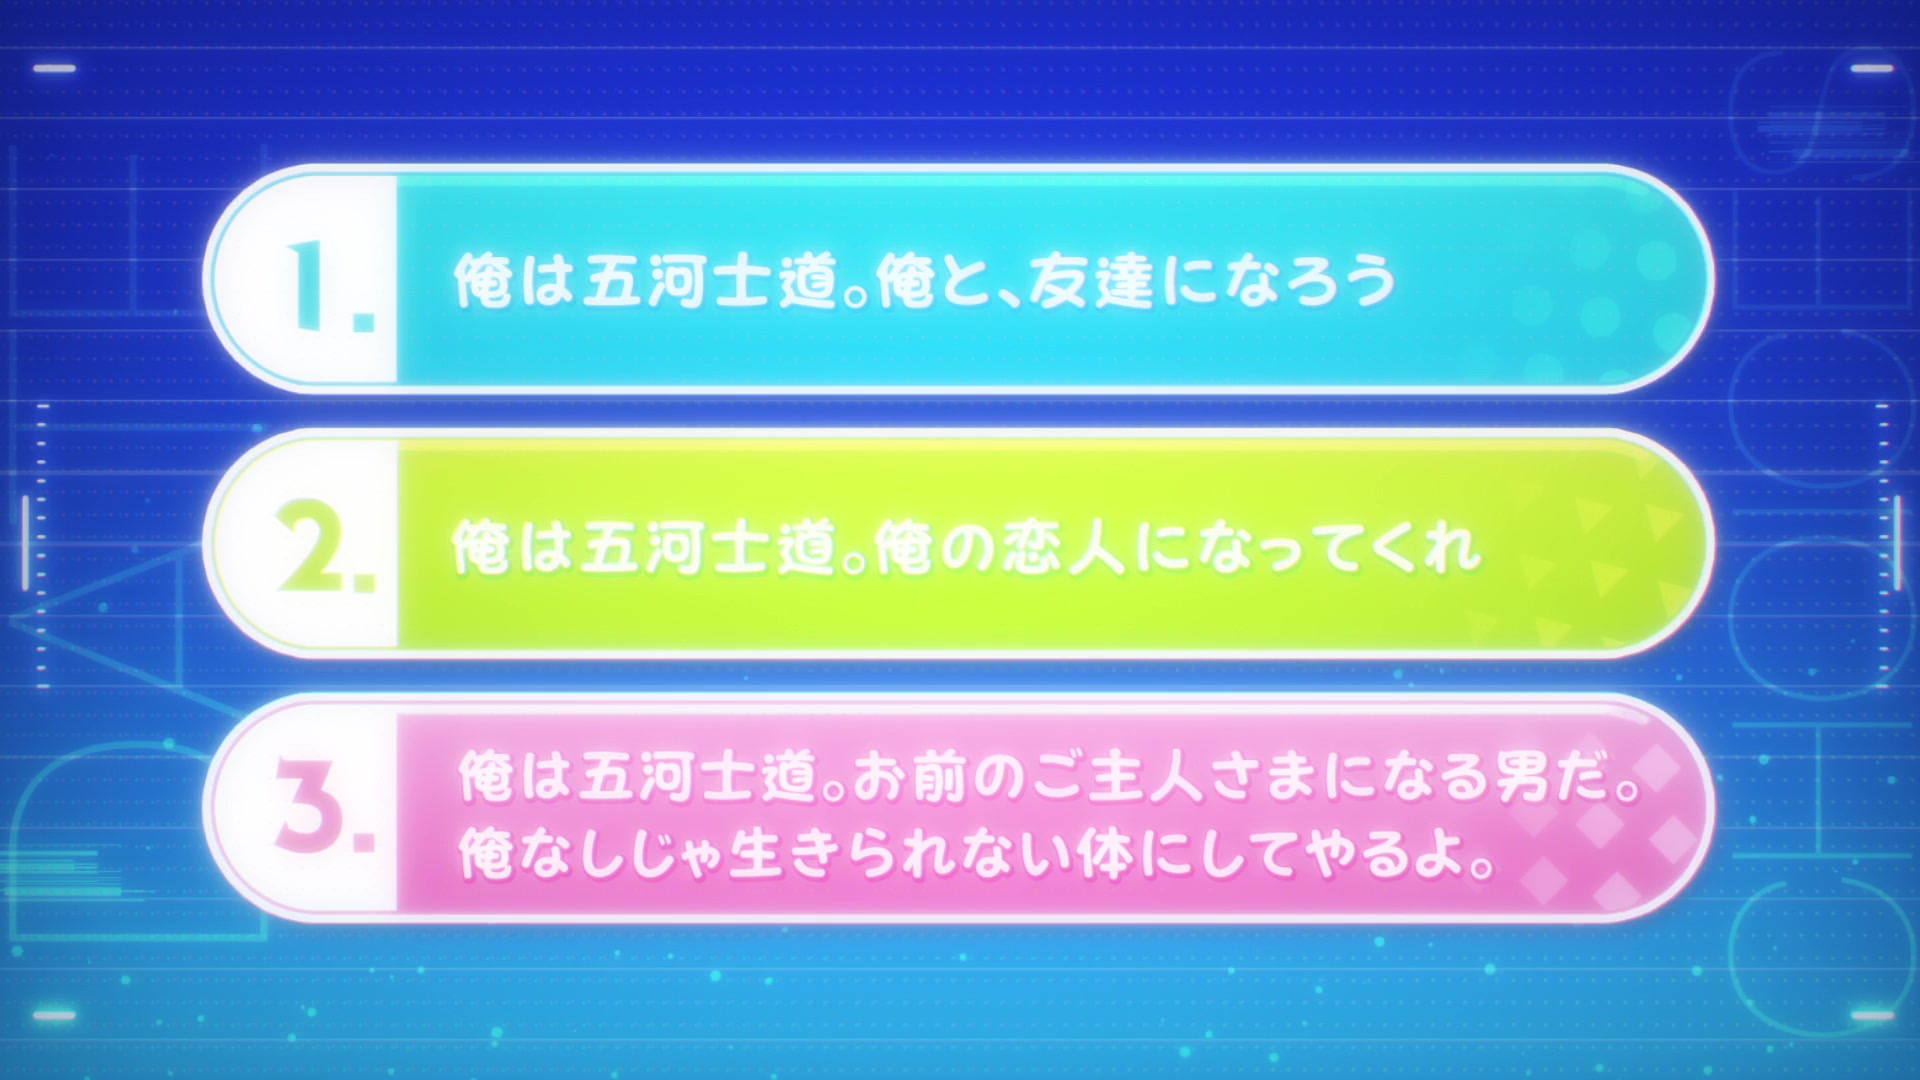 1. 俺は五河士道。俺と、友達になろう
2. 俺は五河士道。俺の恋人になってくれ
3. 俺は五河士道。お前のご主人さまになる男だ。
俺なしじゃ生きられない体にしてやるよ。